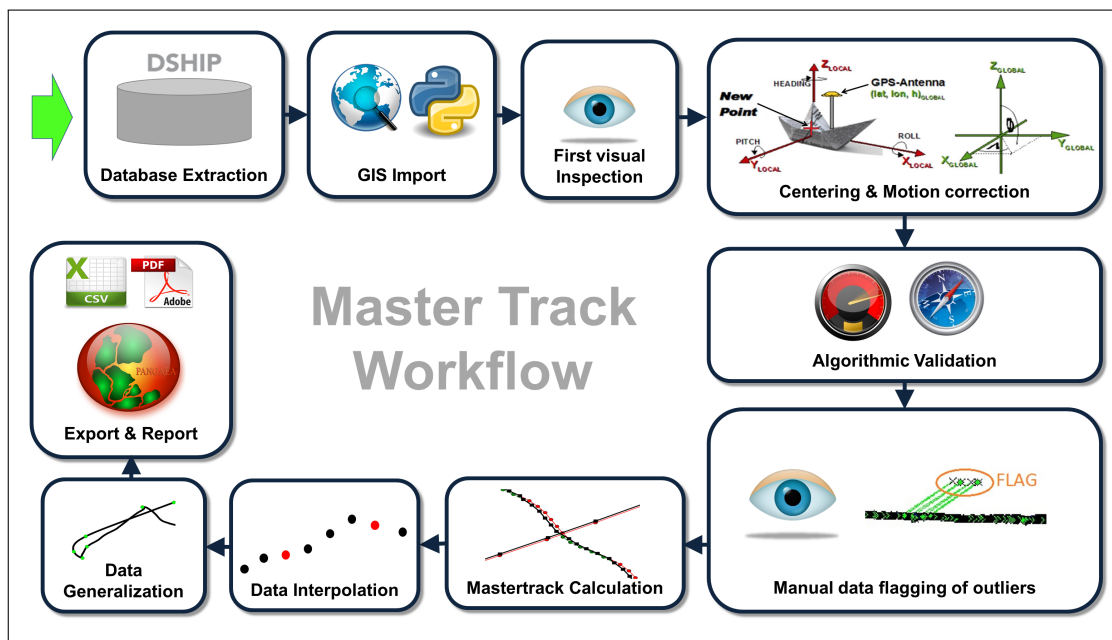 DSHIP
Database Extraction
GIS Import
First visual
Inspection
Z LOCAL
HEADING
GPS-Antenna
(lat, lon, h)GLOBAL
New
Point
PITCH
Y LOCAL
ROLL
X LOCAL
Z GLOBAL
Y GLOBAL
X GLOBAL
Centering & Motion correction
N
S
Algorithmic Validation
FLAG
Manual data flagging of outliers
Mastertrack Calculation
Data Interpolation
Data
Generalization
X
CSV
PDF
Adobe
PANGAEA
Export & Report
Master Track
Workflow